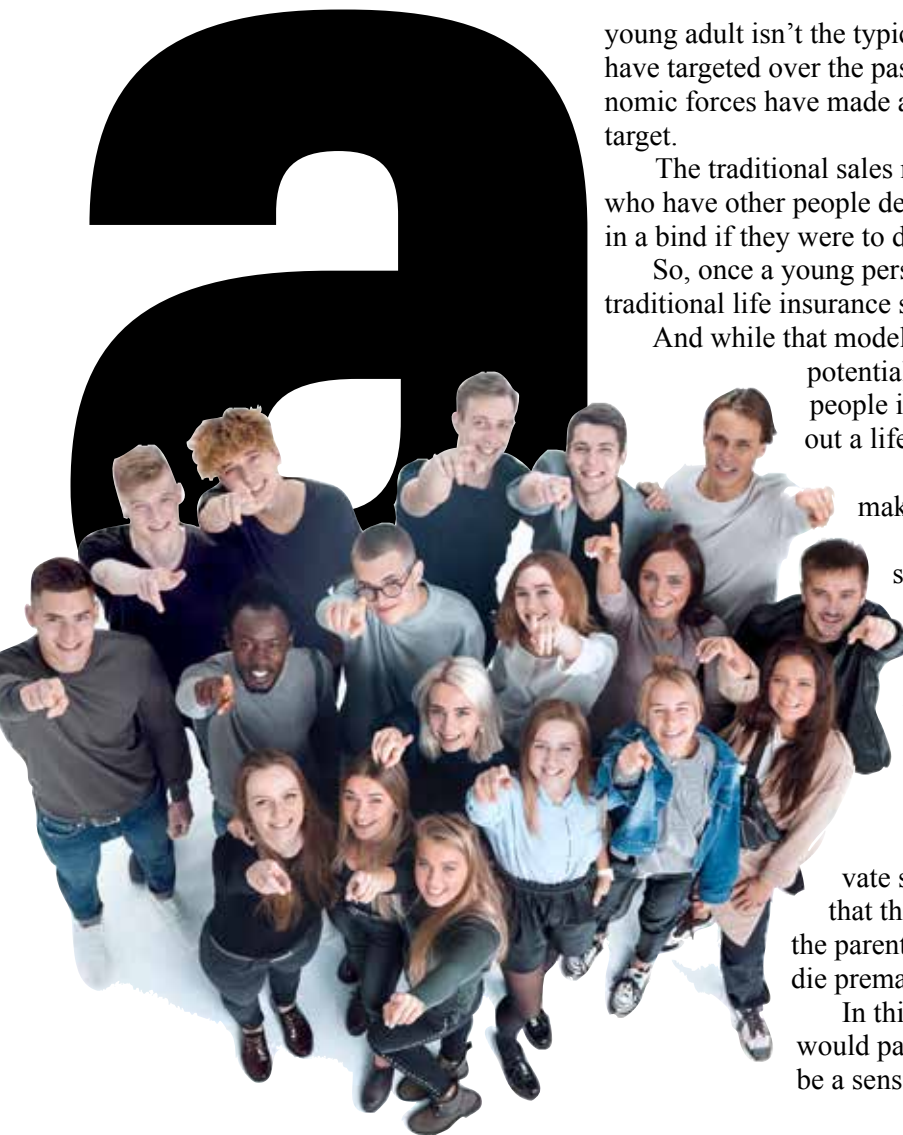 a
young adult isn’t the typic
have targeted over the pas
nomic forces have made a
target.
The traditional sales
who have other people de
in a bind if they were to d
So, once a young pers
traditional life insurance s
And while that model
potential
people i
out a life
mak
s
vate s
that th
the parent
die prema
In thi
would pa
be a sens